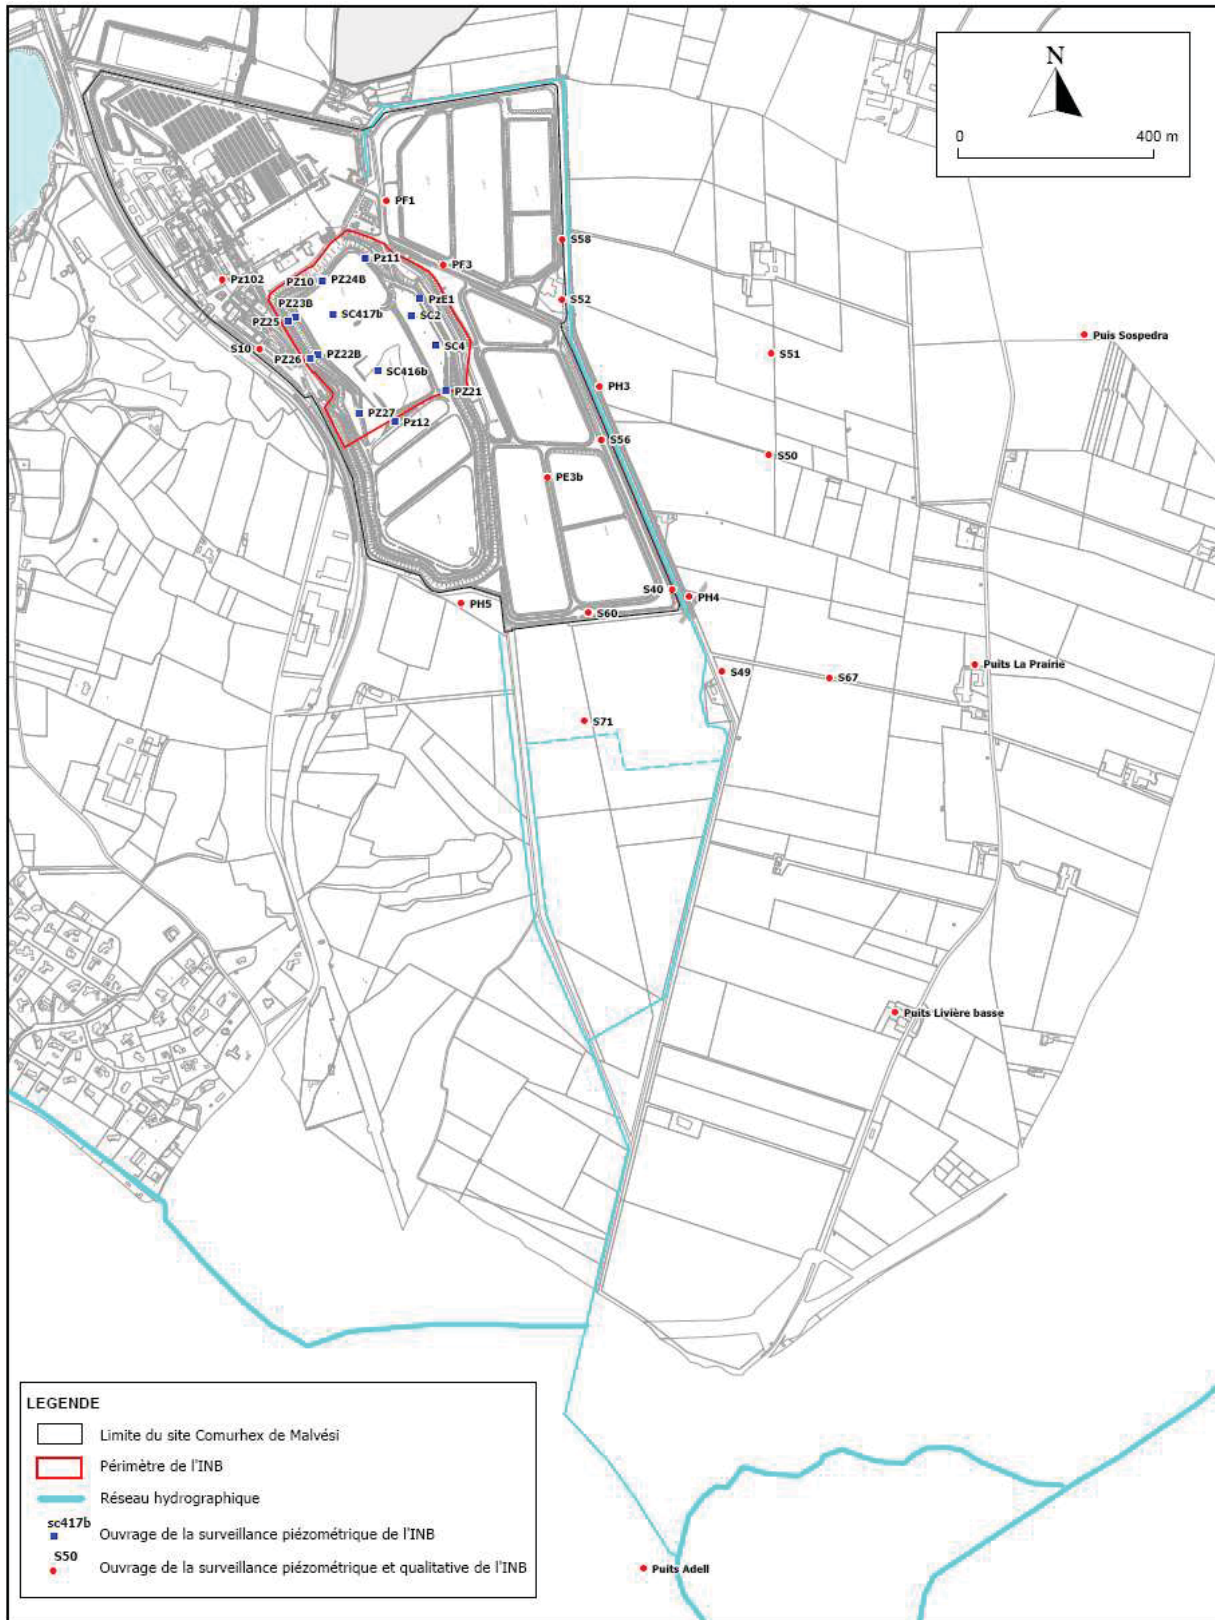 N
0 400 m
PF1
S58
Pz11
PF3
Pz102
PZ10
PZ24B
PzE1
S52
PZ23B
SC417b
SC2
PZ25
Puis Sospedra
S10
PZ22B
SC4
S51
PZ26
SC416b
PH3
PZ21
PZ27
Pz12
S56
S50
PE3b
S40
PH4
PH5
S60
Puits La Prairie
S49
S67
S71
Puits Livière basse
LEGENDE
Limite du site Comurhex de Malvési
Périmètre de l'INB
Réseau hydrographique
sc417b
Ouvrage de la surveillance piézométrique de l'INB
S50
Ouvrage de la surveillance piézométrique et qualitative de l'INB
Puits Adell